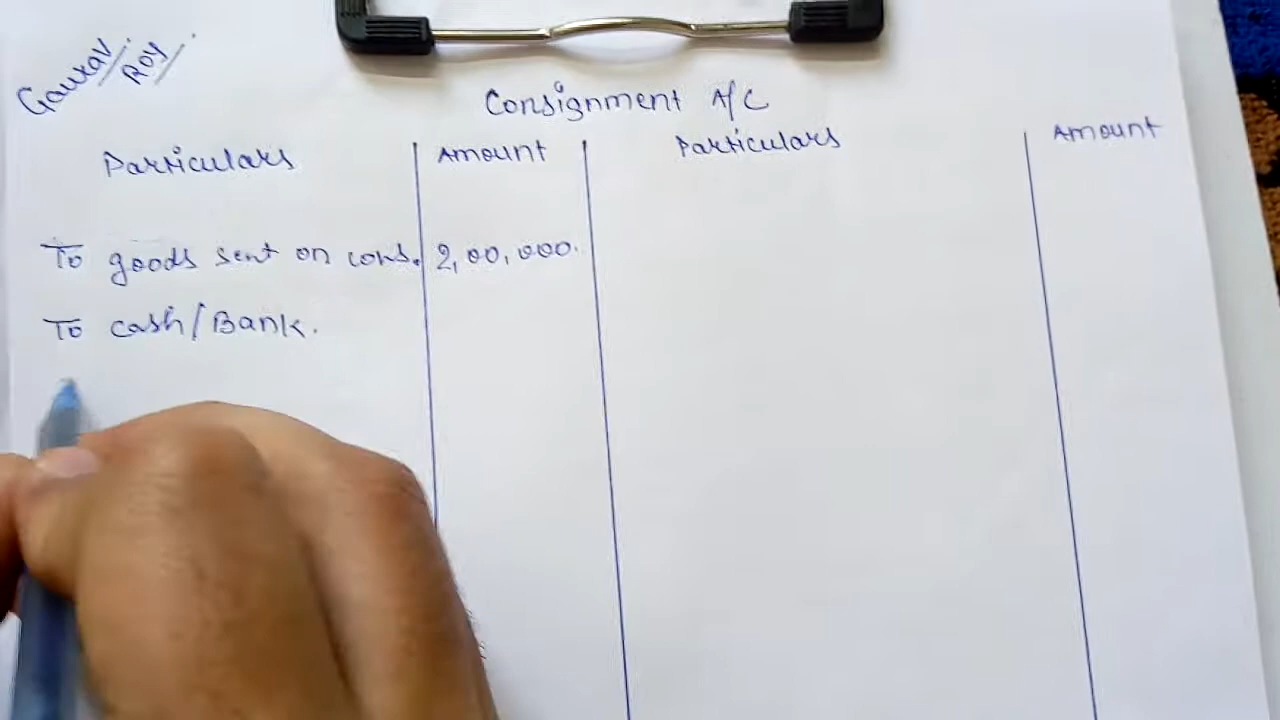 Gaurav
Roy.
Consignment A/C
Particulars Amount Particulars Amount
To goods sent on cons. 2,00,000.
To cash/Bank.